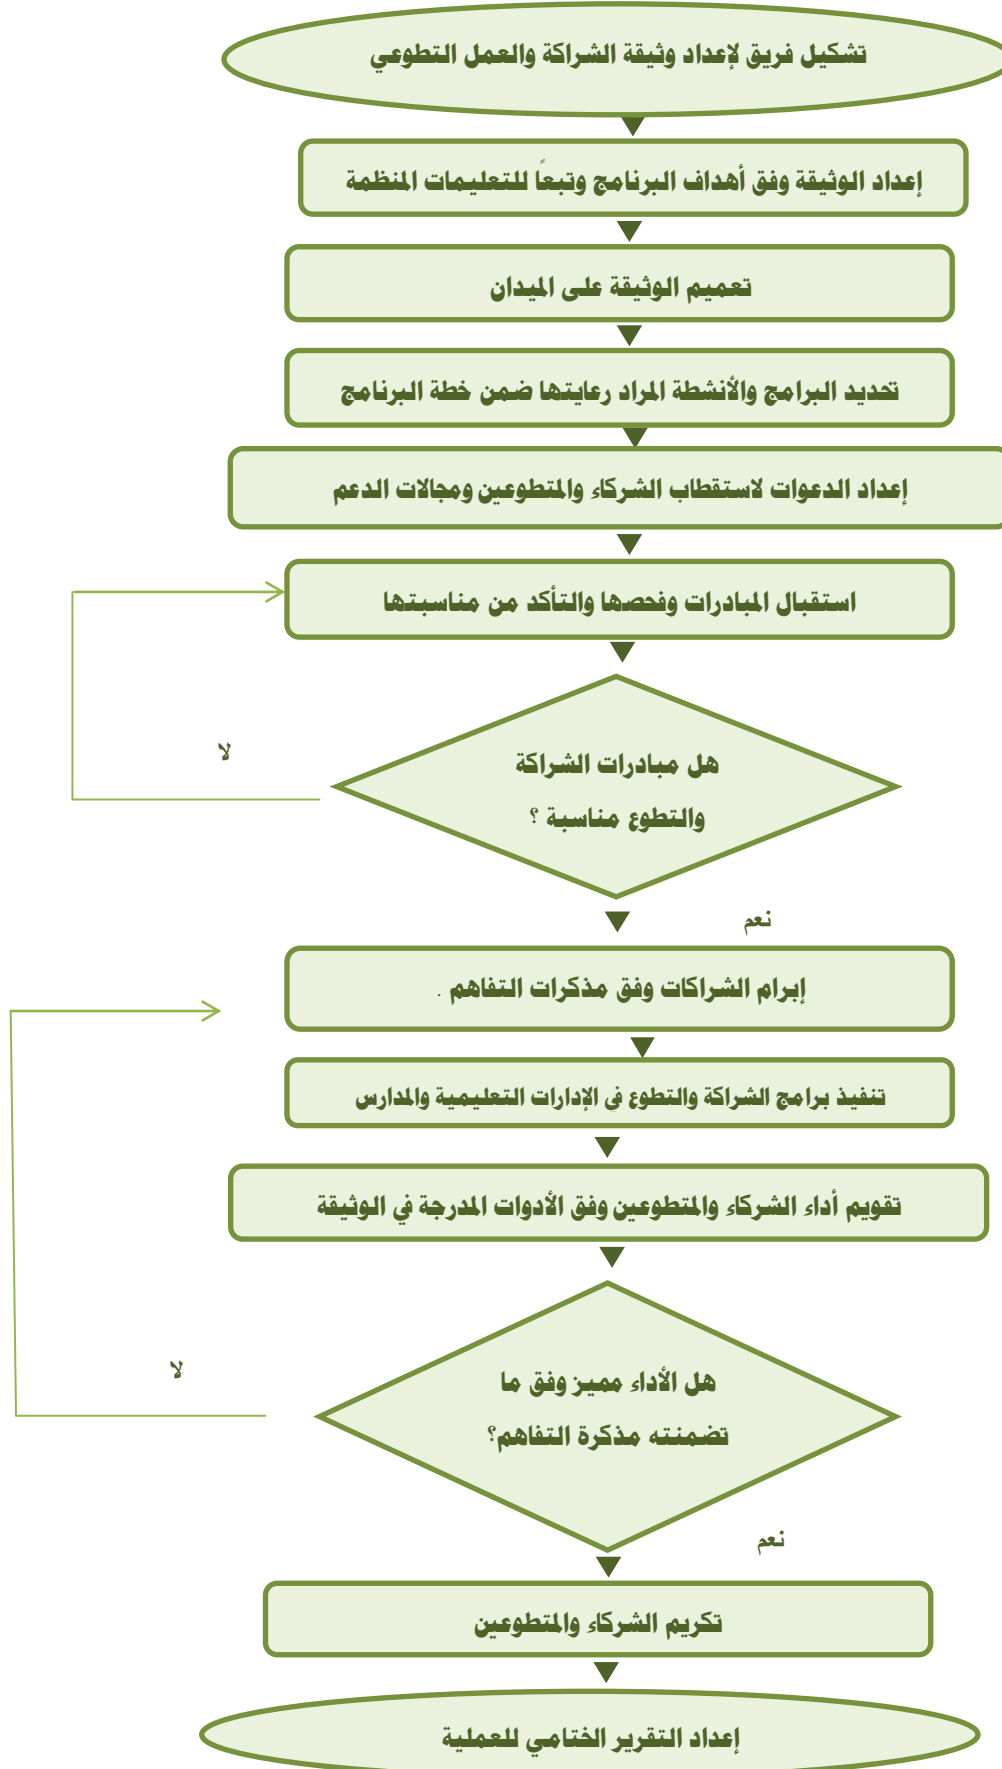 تشكيل فريق لإعداد وثيقة الشراكة والعمل التطوعي
إعداد الوثيقة وفق أهداف البرنامج وتبعاً للتعليمات المنظمة
تعميم الوثيقة على الميدان
تحديد البرامج والأنشطة المراد رعايتها ضمن خطة البرنامج
إعداد الدعوات لاستقطاب الشركاء والمتطوعين ومجالات الدعم
استقبال المبادرات وفحصها والتأكد من مناسبتها
هل مبادرات الشراكة
والتطوع مناسبة ؟
لا
نعم
إبرام الشراكات وفق مذكرات التفاهم .
تنفيذ برامج الشراكة والتطوع في الإدارات التعليمية والمدارس
تقويم أداء الشركاء والمتطوعين وفق الأدوات المدرجة في الوثيقة
هل الأداء مميز وفق ما
تضمنته مذكرة التفاهم؟
لا
نعم
تكريم الشركاء والمتطوعين
إعداد التقرير الختامي للعملية